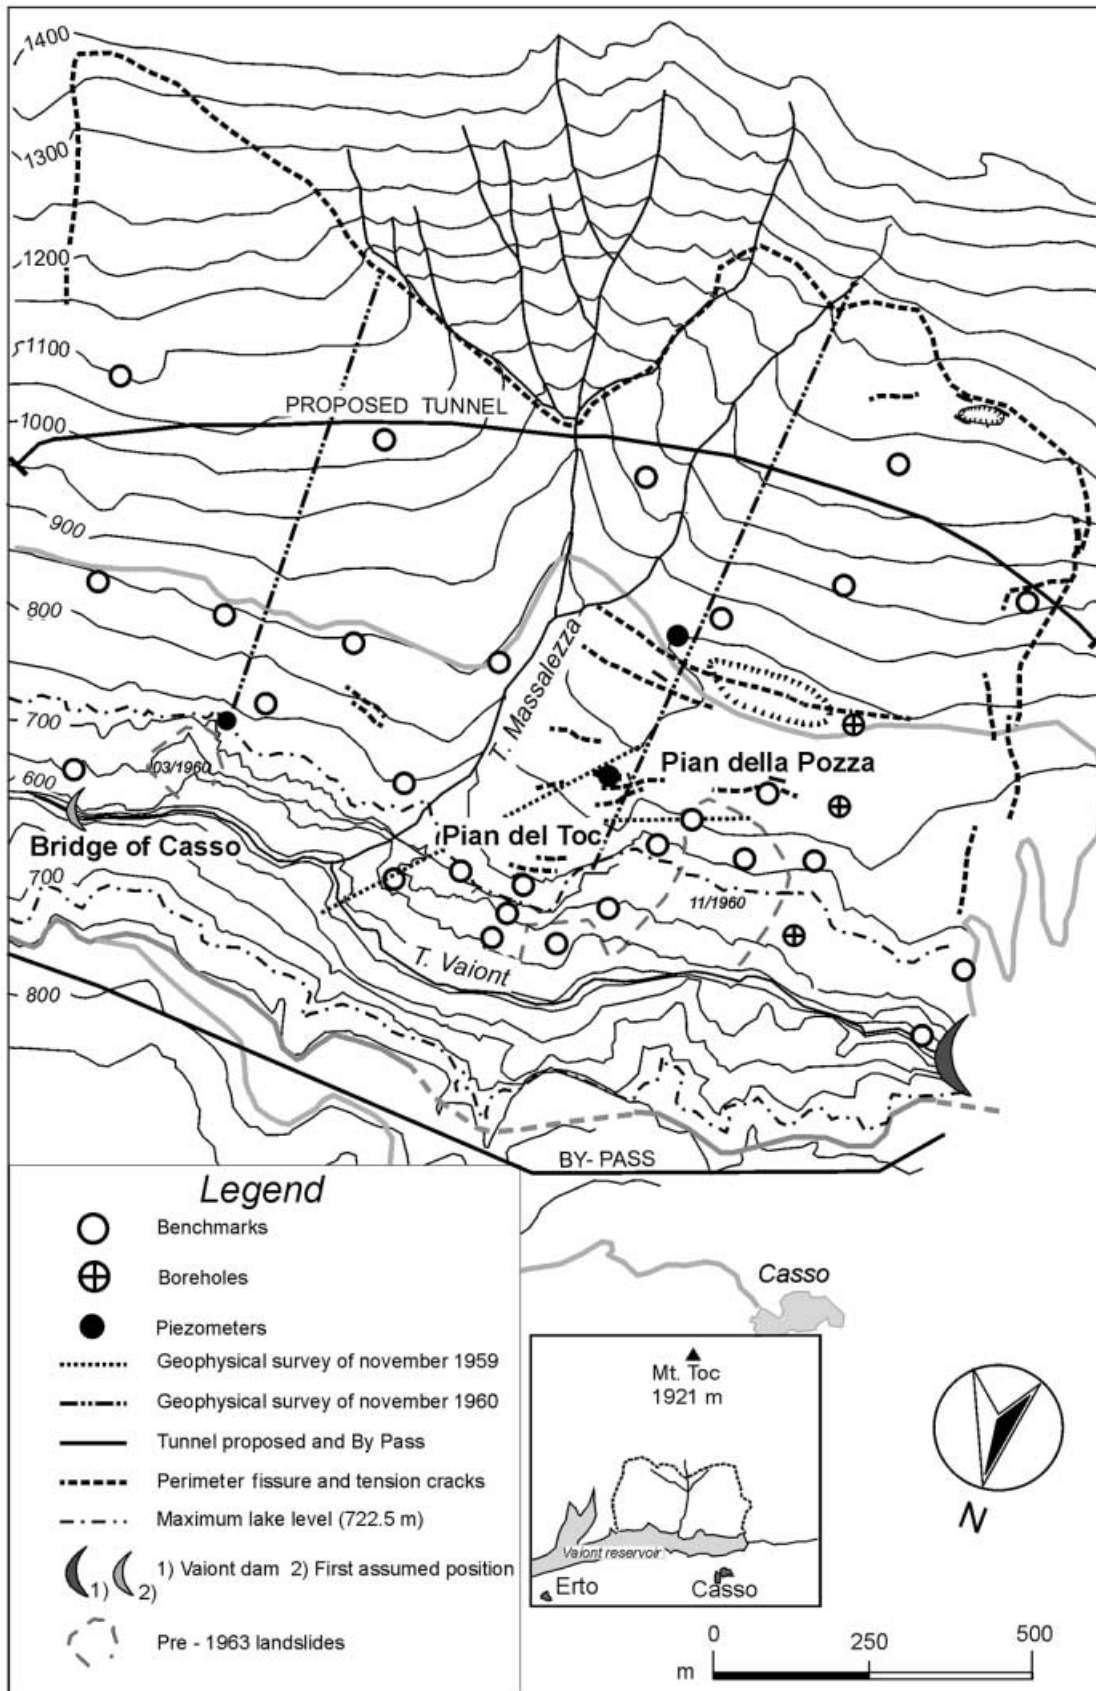 1400
1300
1200
1100
PROPOSED TUNNEL
1000
900
800
T. Massalezza
700
03/1960
Pian della Pozza
600
Bridge of Casso
Pian del Toc
700
11/1960
T. Vaiont
800
BY- PASS
Legend
Benchmarks
Boreholes
Piezometers
Geophysical survey of november 1959
Geophysical survey of november 1960
Tunnel proposed and By Pass
Perimeter fissure and tension cracks
Maximum lake level (722.5 m)
1) 2) 1) Vaiont dam 2) First assumed position
Pre - 1963 landslides
Casso
Mt. Toc
1921 m
Vaiont reservoir
Erto
Casso
N
0 250 500
m